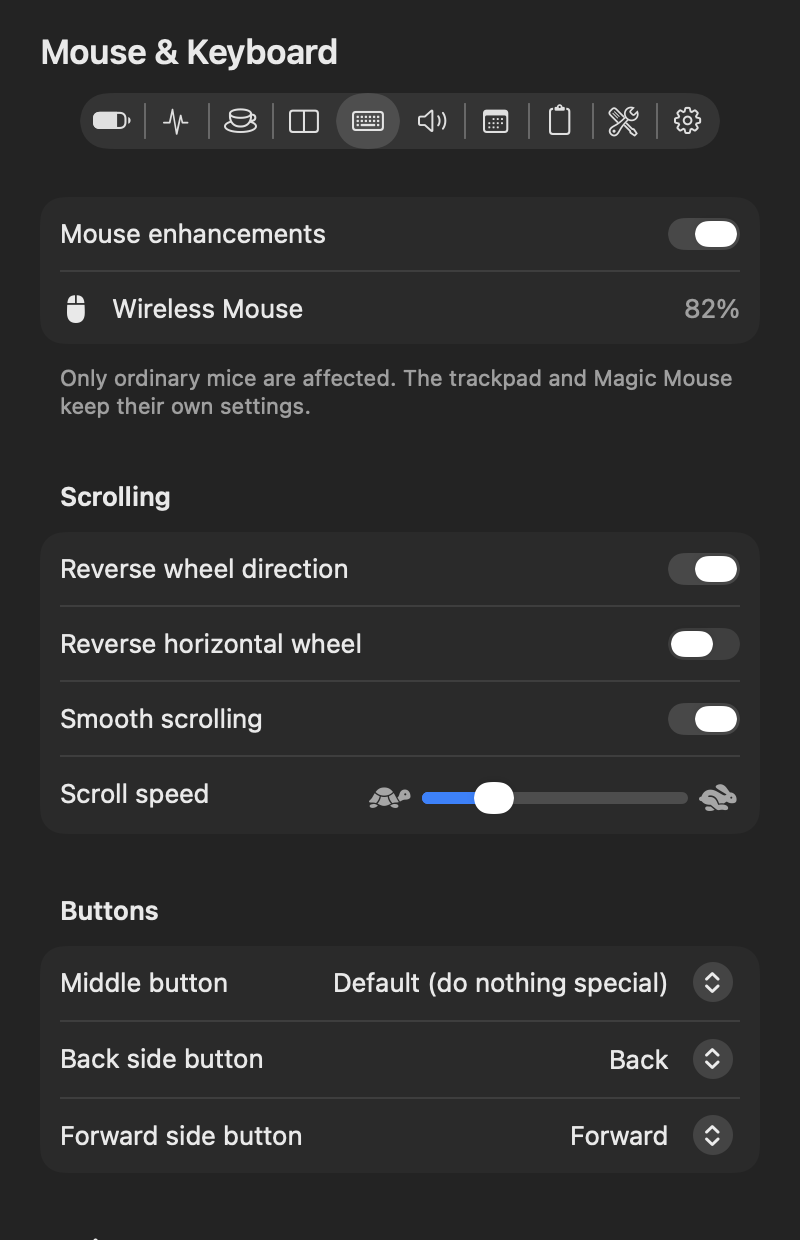 Mouse & Keyboard
Mouse enhancements
Wireless Mouse 82%
Only ordinary mice are affected. The trackpad and Magic Mouse
keep their own settings.
Scrolling
Reverse wheel direction
Reverse horizontal wheel
Smooth scrolling
Scroll speed
Buttons
Middle button Default (do nothing special)
Back side button Back
Forward side button Forward